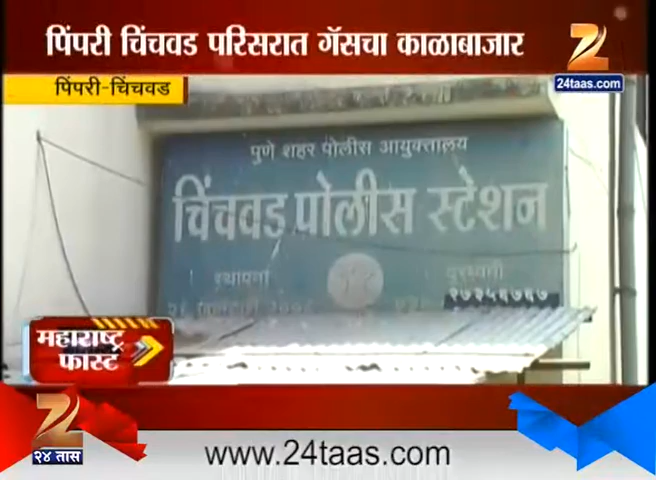 पिंपरी चिंचवड परिसरात गॅसचा काळाबाजार
24taas.com
पिंपरी-चिंचवड
पुणे शहर पोलीस आयुक्तालय
चिंचवड पोलीस स्टेशन
स्थापना
दुरध्वनी
२७३५६७६७
महाराष्ट्र
फास्ट
२४ तास
www.24taas.com